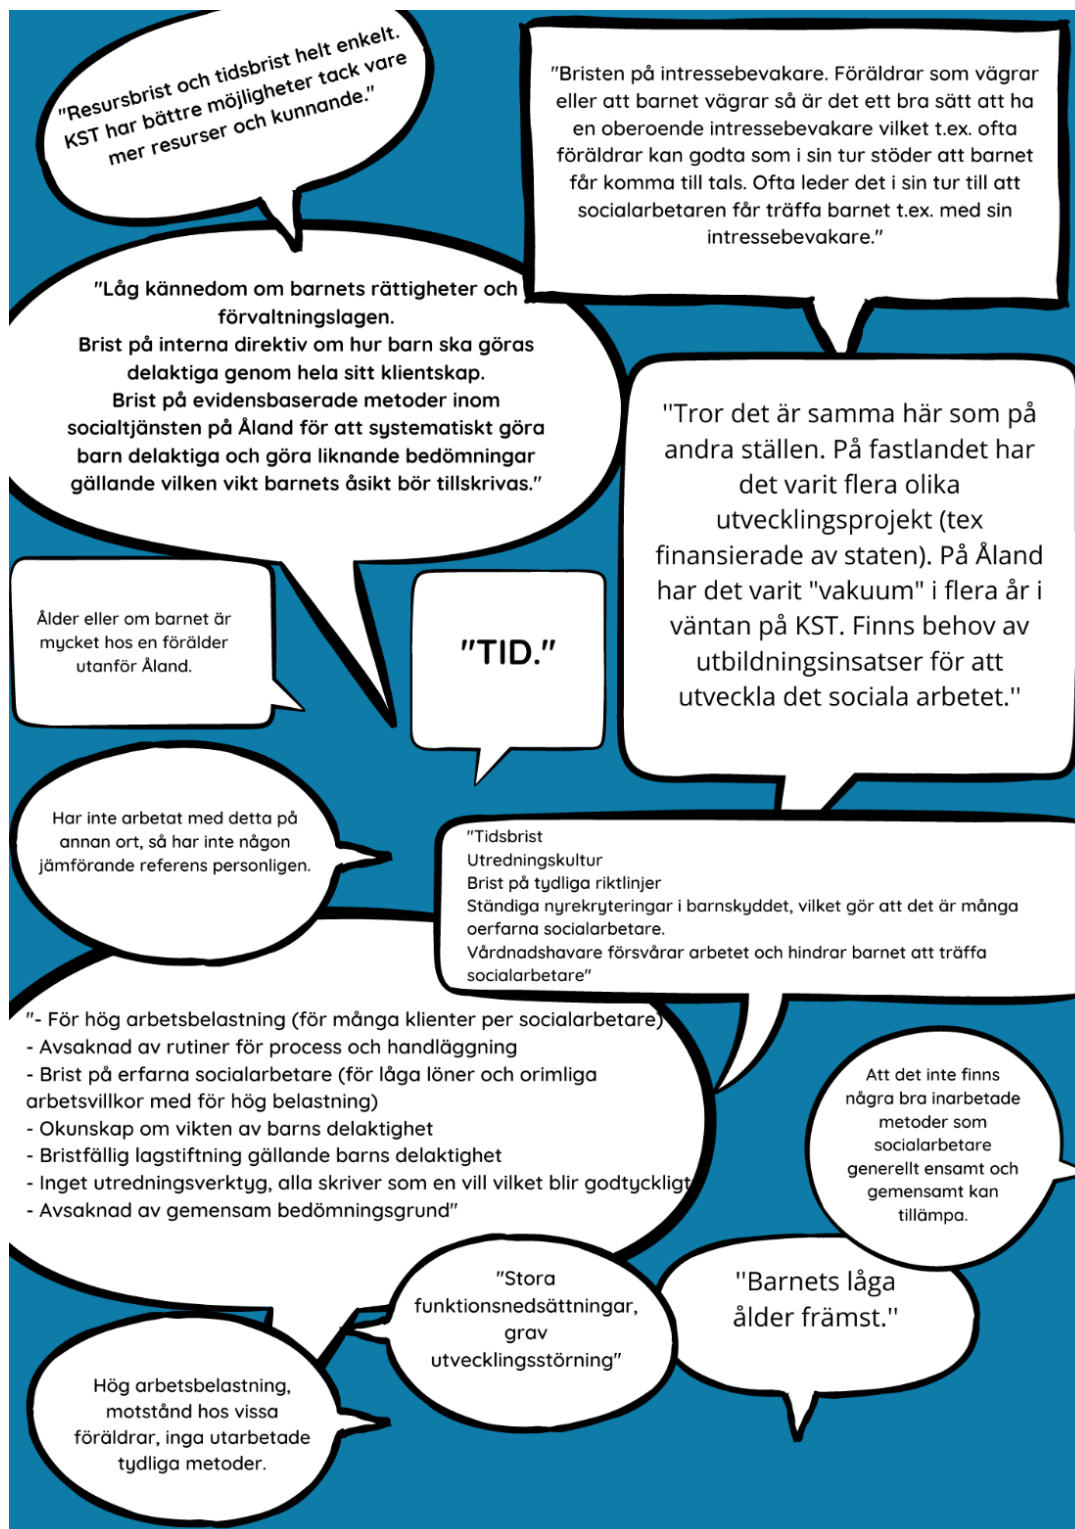 "Resursbrist och tidsbrist helt enkelt.
KST har bättre möjligheter tack vare
mer resurser och kunnande."
"Bristen på intressebevakare. Föräldrar som vägrar
eller att barnet vägrar så är det ett bra sätt att ha
en oberoende intressebevakare vilket t.ex. ofta
föräldrar kan godta som i sin tur stöder att barnet
får komma till tals. Ofta leder det i sin tur till att
socialarbetaren får träffa barnet t.ex. med sin
intressebevakare."
"Låg kännedom om barnets rättigheter och
förvaltningslagen.
Brist på interna direktiv om hur barn ska göras
delaktiga genom hela sitt klientskap.
Brist på evidensbaserade metoder inom
socialtjänsten på Åland för att systematiskt göra
barn delaktiga och göra liknande bedömningar
gällande vilken vikt barnets åsikt bör tillskrivas."
"Tror det är samma här som på
andra ställen. På fastlandet har
det varit flera olika
utvecklingsprojekt (tex
finansierade av staten). På Åland
har det varit "vakuum" i flera år i
väntan på KST. Finns behov av
utbildningsinsatser för att
utveckla det sociala arbetet."
Ålder eller om barnet är
mycket hos en förälder
utanför Åland.
"TID."
Har inte arbetat med detta på
annan ort, så har inte någon
jämförande referens personligen.
"Tidsbrist
Utredningskultur
Brist på tydliga riktlinjer
Ständiga nyrekryteringar i barnskyddet, vilket gör att det är många
oerfarna socialarbetare.
Vårdnadshavare försvårar arbetet och hindrar barnet att träffa
socialarbetare"
"- För hög arbetsbelastning (för många klienter per socialarbetare)
- Avsaknad av rutiner för process och handläggning
- Brist på erfarna socialarbetare (för låga löner och orimliga
arbetsvillkor med för hög belastning)
- Okunskap om vikten av barns delaktighet
- Bristfällig lagstiftning gällande barns delaktighet
- Inget utredningsverktyg, alla skriver som en vill vilket blir godtyckligt
- Avsaknad av gemensam bedömningsgrund"
Att det inte finns
några bra inarbetade
metoder som
socialarbetare
generellt ensamt och
gemensamt kan
tillämpa.
"Stora
funktionsnedsättningar,
grav
utvecklingsstörning"
"Barnets låga
ålder främst."
Hög arbetsbelastning,
motstånd hos vissa
föräldrar, inga utarbetade
tydliga metoder.